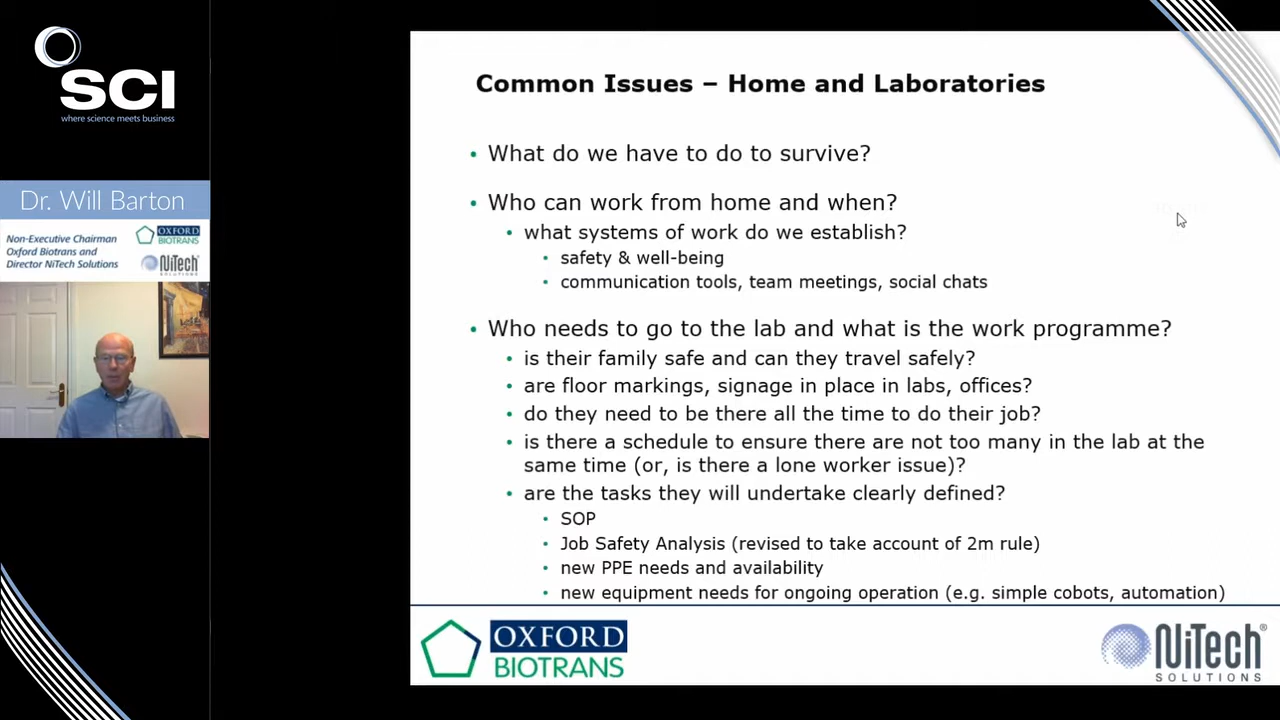 SCI
where science meets business
Dr. Will Barton
Non-Executive Chairman
Oxford Biotrans and
Director NiTech Solutions
OXFORD
BIOTRANS
NiTech
SOLUTIONS
Common Issues – Home and Laboratories
• What do we have to do to survive?
• Who can work from home and when?
• what systems of work do we establish?
• safety & well-being
• communication tools, team meetings, social chats
• Who needs to go to the lab and what is the work programme?
• is their family safe and can they travel safely?
• are floor markings, signage in place in labs, offices?
• do they need to be there all the time to do their job?
• is there a schedule to ensure there are not too many in the lab at the
same time (or, is there a lone worker issue)?
• are the tasks they will undertake clearly defined?
• SOP
• Job Safety Analysis (revised to take account of 2m rule)
• new PPE needs and availability
• new equipment needs for ongoing operation (e.g. simple cobots, automation)
OXFORD
BIOTRANS
NiTech®
SOLUTIONS